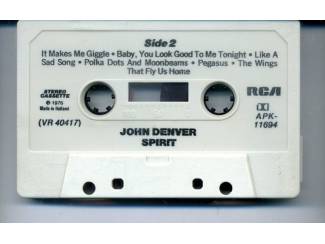 Side 2
It Makes Me Giggle • Baby, You Look Good To Me Tonight • Like A
Sad Song • Polka Dots And Moonbeams • Pegasus • The Wings
That Fly Us Home
STEREO
CASSETTE
℗ 1976
Made in Holland
(VR 40417)
RCA
APK-
11694
JOHN DENVER
SPIRIT